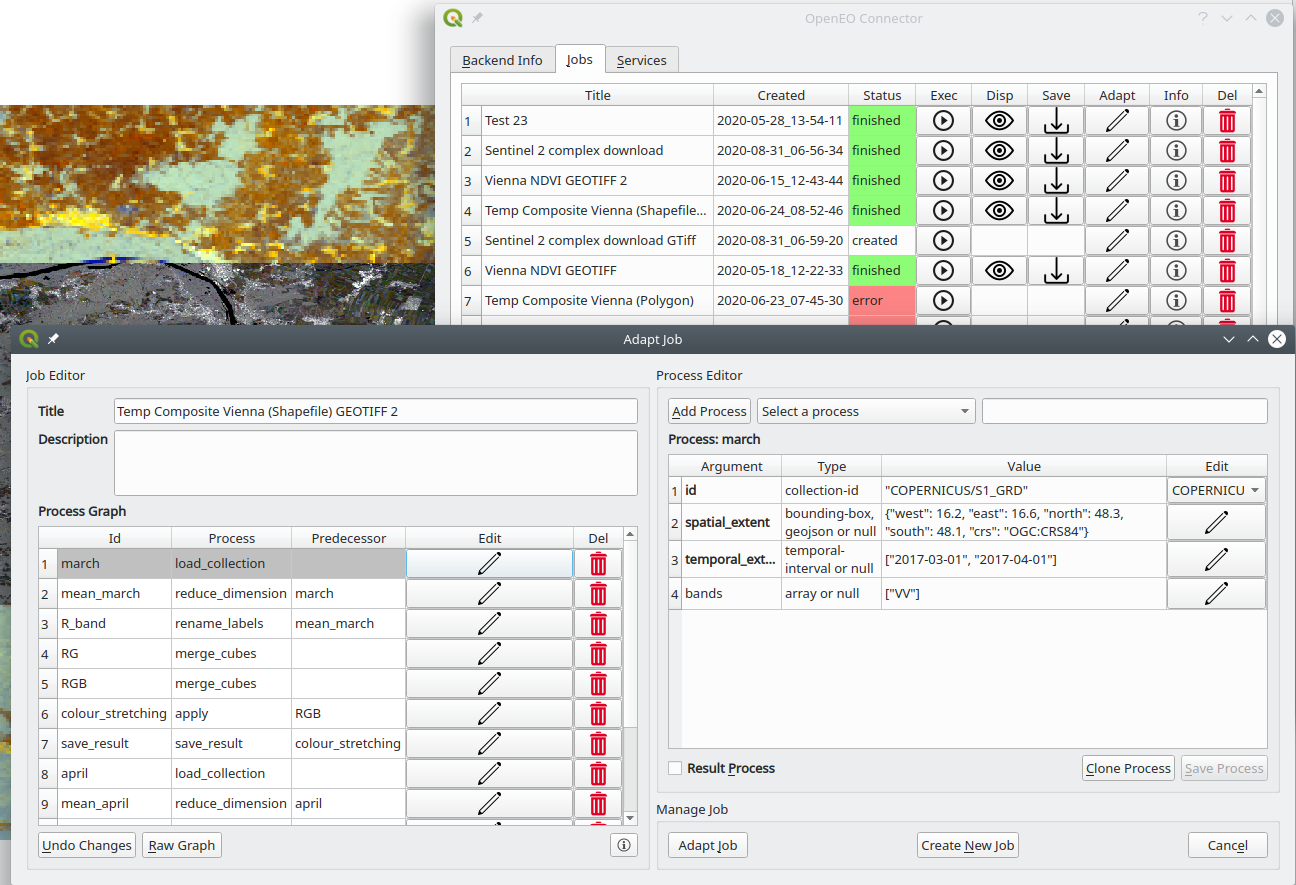 OpenEO Connector
?
Backend Info Jobs Services
Title Created Status Exec Disp Save Adapt Info Del
1 Test 23 2020-05-28_13-54-11 finished
2 Sentinel 2 complex download 2020-08-31_06-56-34 finished
3 Vienna NDVI GEOTIFF 2 2020-06-15_12-43-44 finished
4 Temp Composite Vienna (Shapefile... 2020-06-24_08-52-46 finished
5 Sentinel 2 complex download GTiff 2020-08-31_06-59-20 created
6 Vienna NDVI GEOTIFF 2020-05-18_12-22-33 finished
7 Temp Composite Vienna (Polygon) 2020-06-23_07-45-30 error
Adapt Job
Job Editor
Title Temp Composite Vienna (Shapefile) GEOTIFF 2
Description
Process Graph
Id Process Predecessor Edit Del
1 march load_collection
2 mean_march reduce_dimension march
3 R_band rename_labels mean_march
4 RG merge_cubes
5 RGB merge_cubes
6 colour_stretching apply RGB
7 save_result save_result colour_stretching
8 april load_collection
9 mean_april reduce_dimension april
Undo Changes Raw Graph
Process Editor
Add Process Select a process
Process: march
Argument Type Value Edit
1 id collection-id "COPERNICUS/S1_GRD" COPERNICU
2 spatial_extent bounding-box, {"west": 16.2, "east": 16.6, "north": 48.3,
geojson or null "south": 48.1, "crs": "OGC:CRS84"}
3 temporal_ext... temporal- ["2017-03-01", "2017-04-01"]
interval or null
4 bands array or null ["VV"]
Result Process Clone Process Save Process
Manage Job
Adapt Job Create New Job Cancel